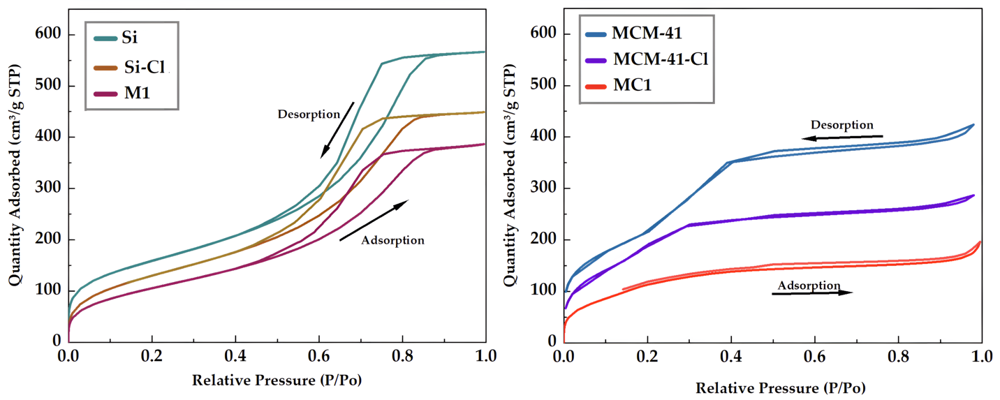 Quantity Adsorbed (cm³/g STP)
600
500
400
300
200
100
0
Si
Si-Cl
M1
Desorption
Adsorption
0.0
0.2
0.4
0.6
0.8
1.0
Relative Pressure (P/Po)
Quantity Adsorbed (cm³/g STP)
600
500
400
300
200
100
0
MCM-41
MCM-41-Cl
MC1
Desorption
Adsorption
0.0
0.2
0.4
0.6
0.8
1.0
Relative Pressure (P/Po)